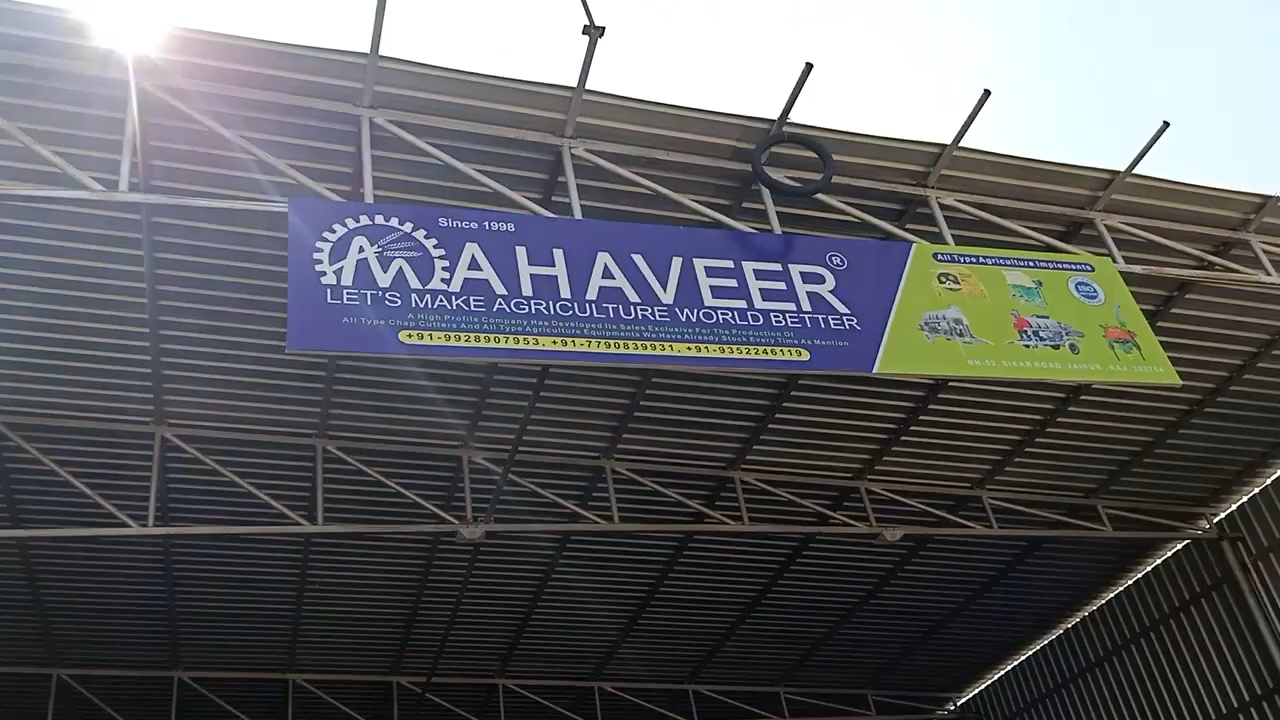 Since 1998
MAHAVEER®
LET'S MAKE AGRICULTURE WORLD BETTER
A High Profile Company Has Developed Its Sales Exclusive For The Production Of
All Type Chap Cutters And All Type Agriculture Equipments We Have Already Stock Every Time As Mention
+91-9928907953, +91-7790839931, +91-9352246119
All Type Agriculture Implements
ISO
NH-52, SIKAR ROAD, JAIPUR, RAJ.